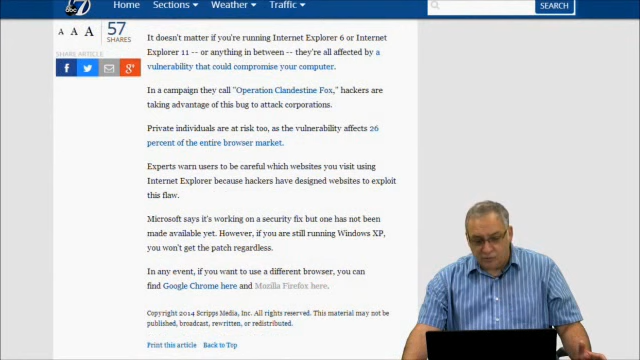 abc 7
Home Sections Weather Traffic
SEARCH
A A A
57
SHARES
SHARE ARTICLE
f
g+
It doesn't matter if you're running Internet Explorer 6 or Internet
Explorer 11 -- or anything in between -- they're all affected by a
vulnerability that could compromise your computer.
In a campaign they call "Operation Clandestine Fox," hackers are
taking advantage of this bug to attack corporations.
Private individuals are at risk too, as the vulnerability affects 26
percent of the entire browser market.
Experts warn users to be careful which websites you visit using
Internet Explorer because hackers have designed websites to exploit
this flaw.
Microsoft says it's working on a security fix but one has not been
made available yet. However, if you are still running Windows XP,
you won't get the patch regardless.
In any event, if you want to use a different browser, you can
find Google Chrome here and Mozilla Firefox here.
Copyright 2014 Scripps Media, Inc. All rights reserved. This material may not be
published, broadcast, rewritten, or redistributed.
Print this article Back to Top